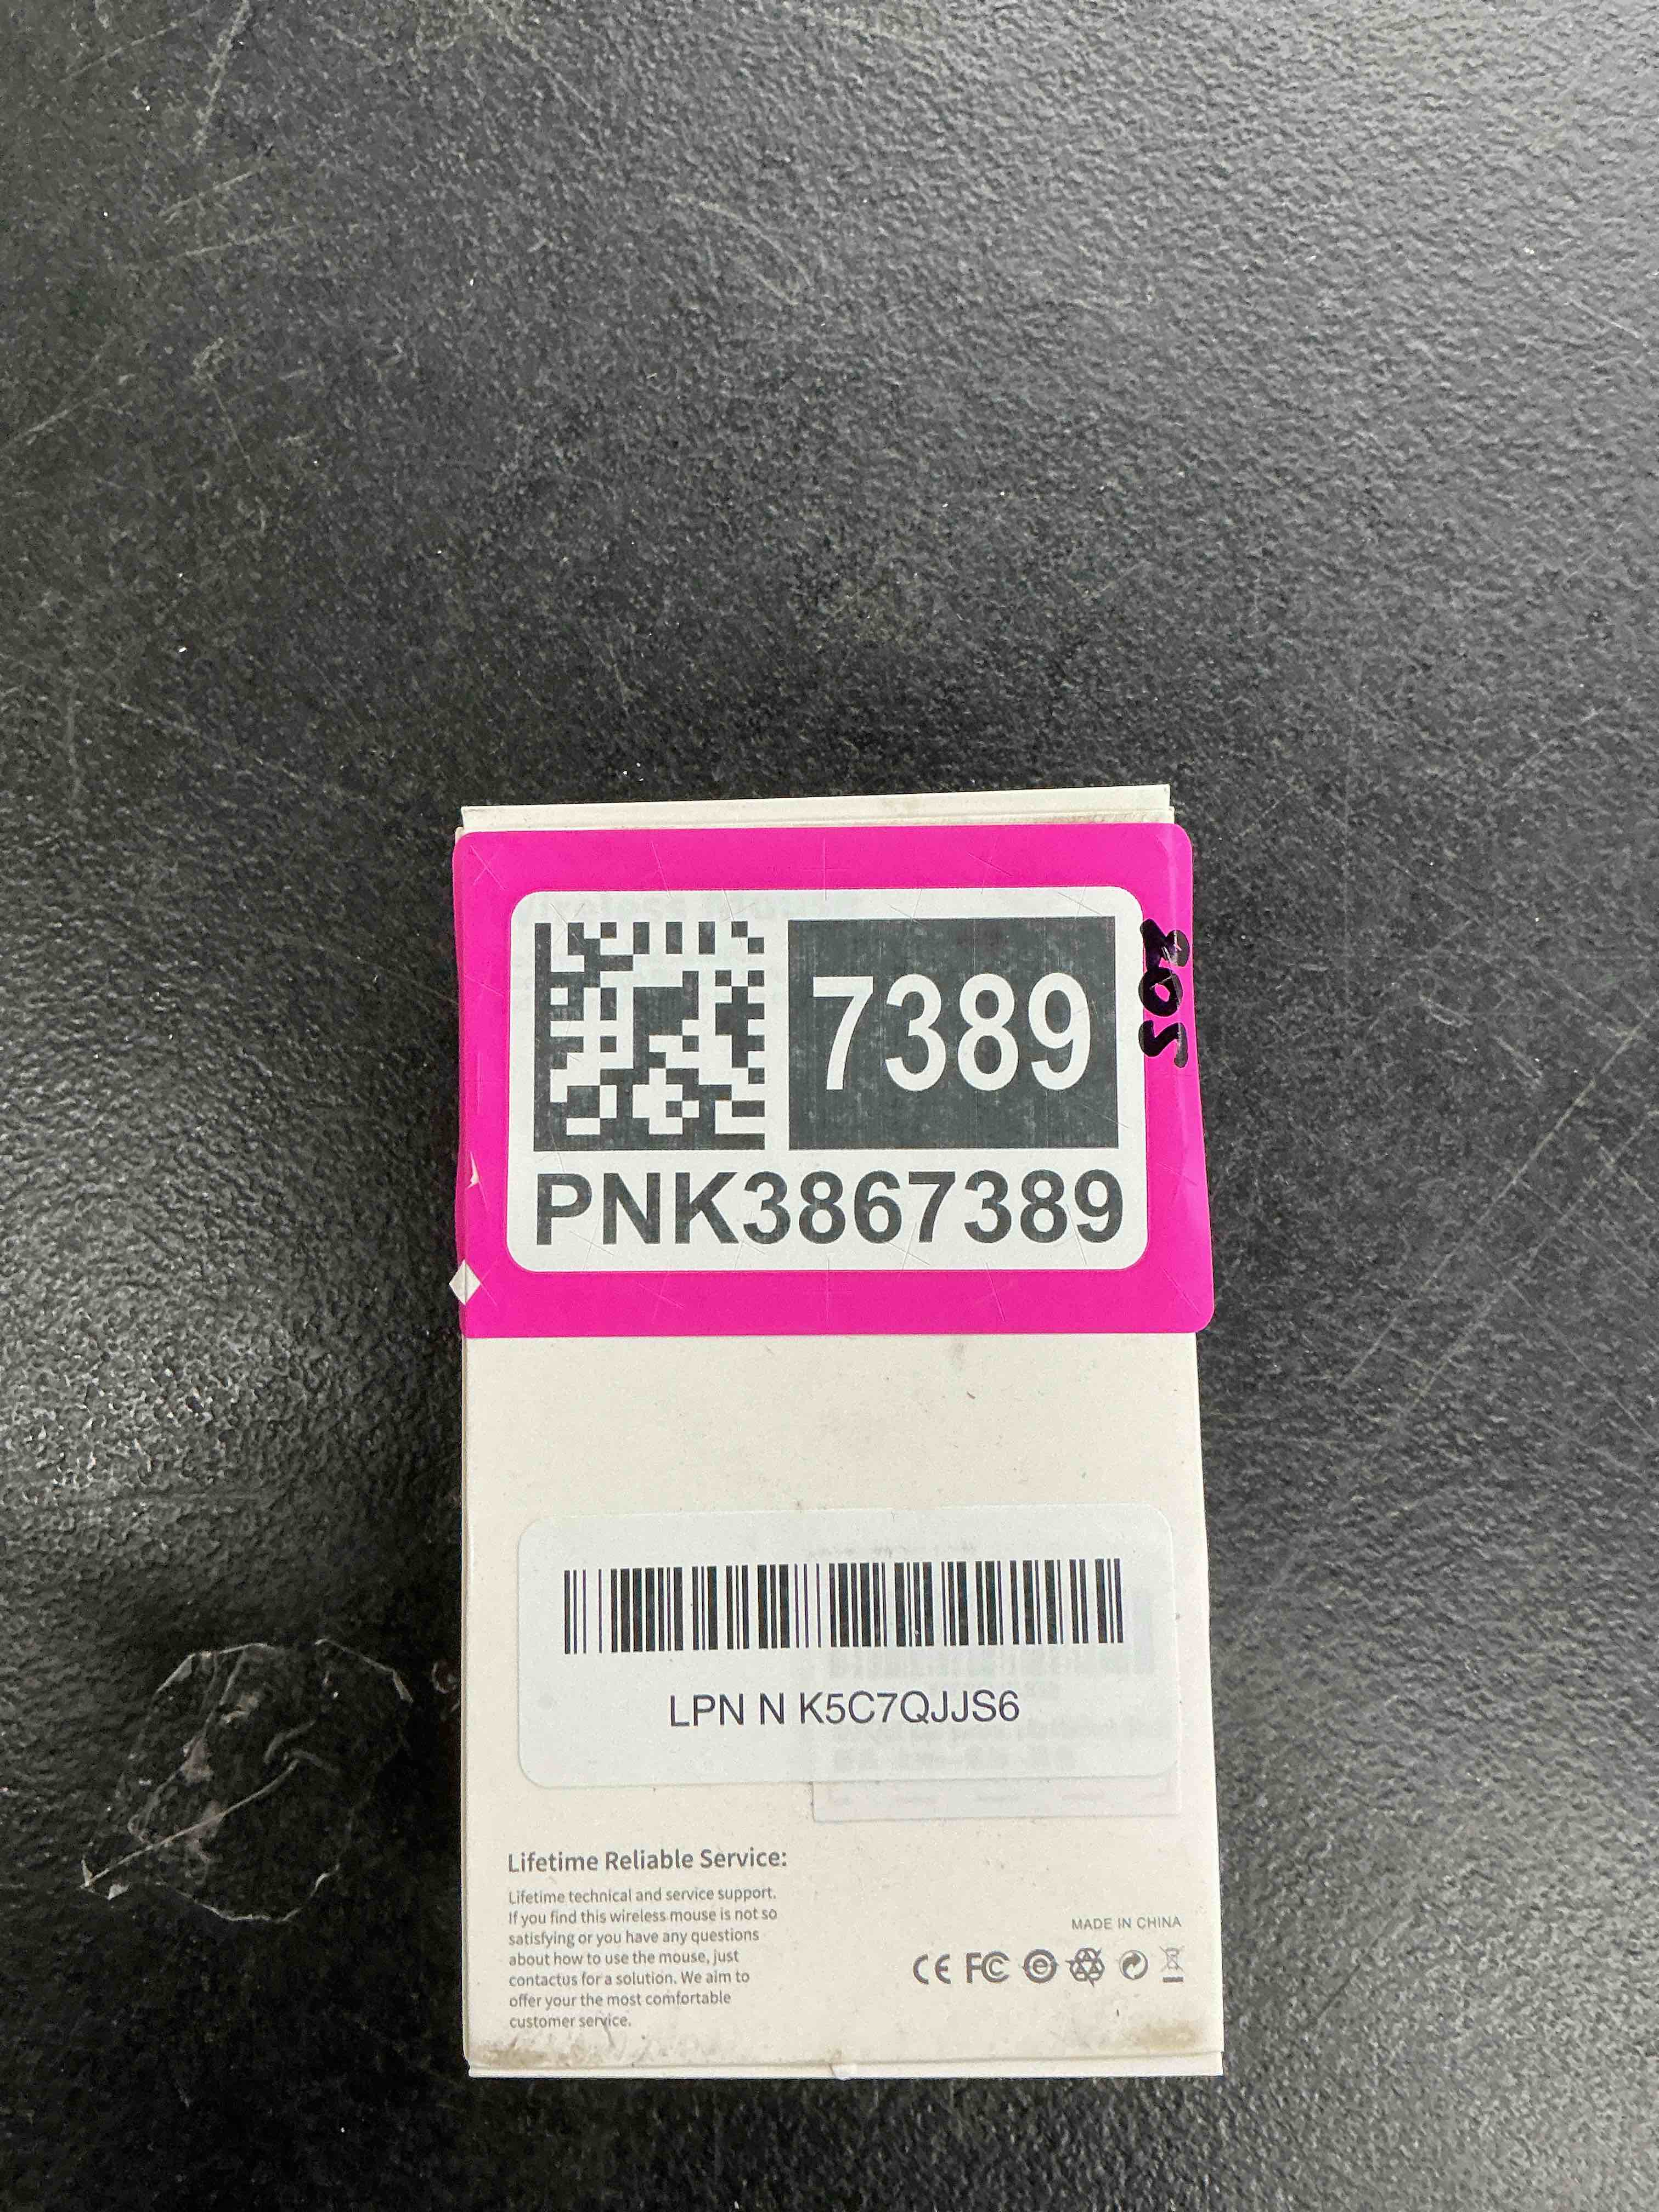 7389
PNK3867389
205
LPN N K5C7QJJS6
Lifetime Reliable Service:
Lifetime technical and service support.
If you find this wireless mouse is not so
satisfying or you have any questions
about how to use the mouse, just
contactus for a solution. We aim to
offer your the most comfortable
customer service.
MADE IN CHINA
CE FC